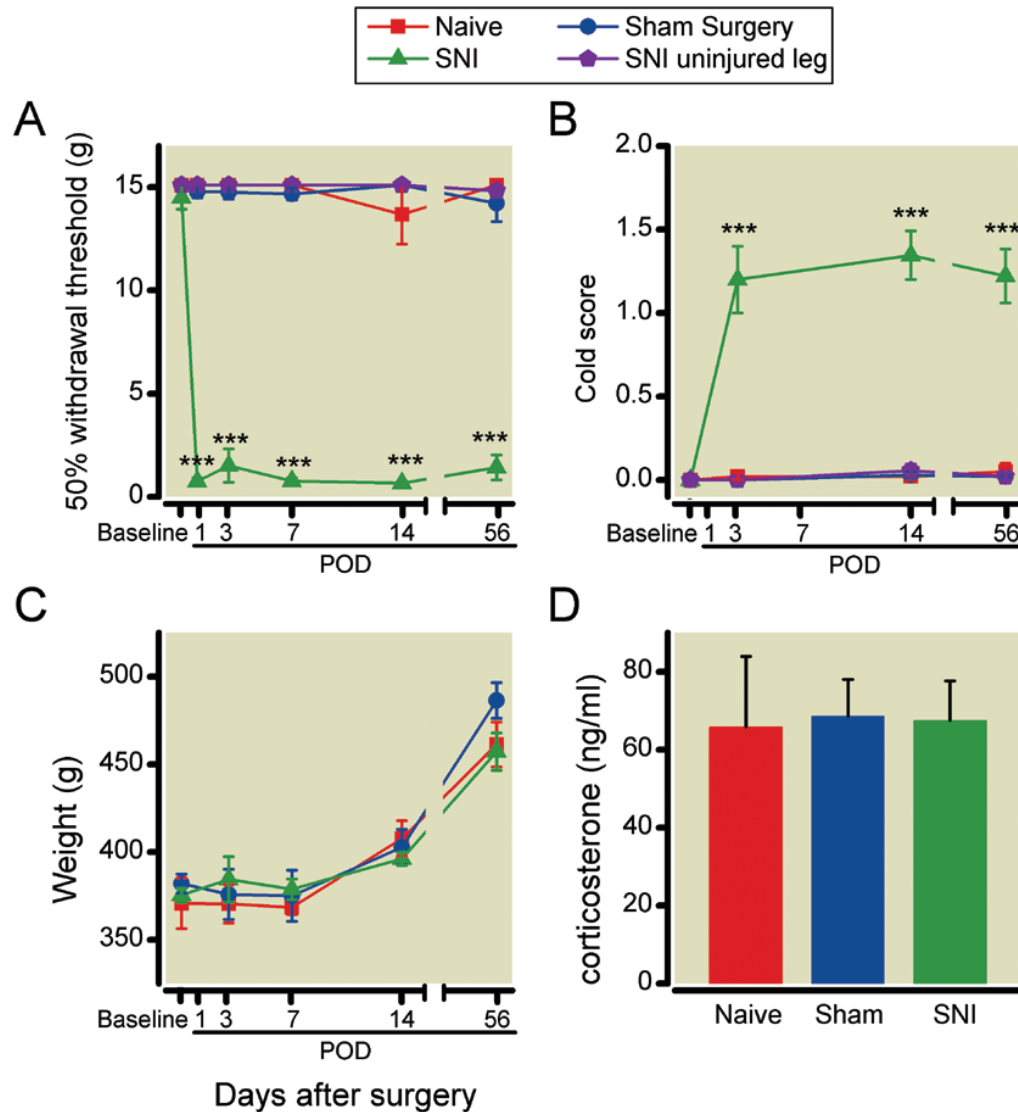 Naive Sham Surgery
SNI SNI uninjured leg
A
50% withdrawal threshold (g)
15
10
5
0
*** *** *** *** ***
Baseline 1 3 7 14 56
POD
B
Cold score
2.0
1.5
1.0
0.5
0.0
*** *** ***
Baseline 1 3 7 14 56
POD
C
Weight (g)
500
450
400
350
Baseline 1 3 7 14 56
POD
Days after surgery
D
corticosterone (ng/ml)
80
60
40
20
0
Naive Sham SNI